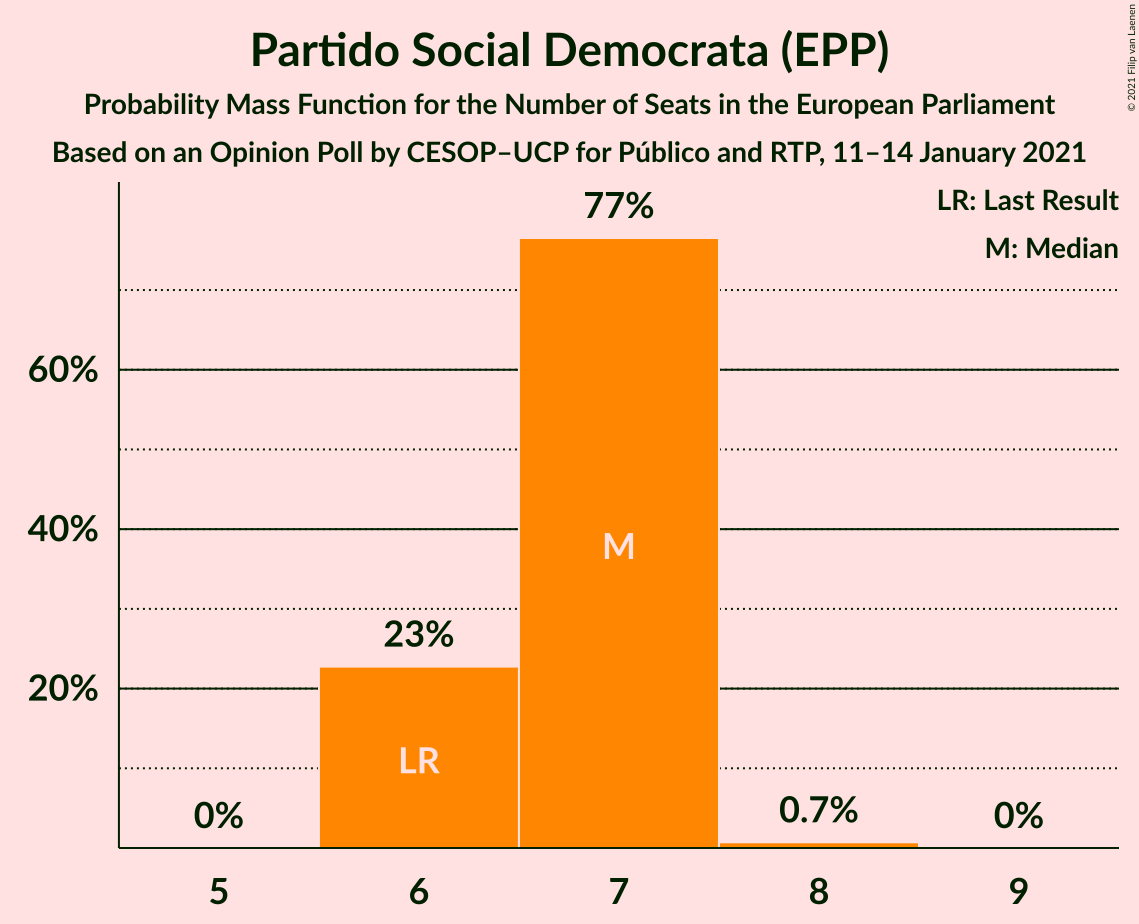 Partido Social Democrata (EPP)
Probability Mass Function for the Number of Seats in the European Parliament
Based on an Opinion Poll by CESOP–UCP for Público and RTP, 11–14 January 2021
© 2021 Filip van Laenen
LR: Last Result
M: Median
77%
60%
40%
M
23%
20%
LR
0%
0.7%
0%
5
6
7
8
9